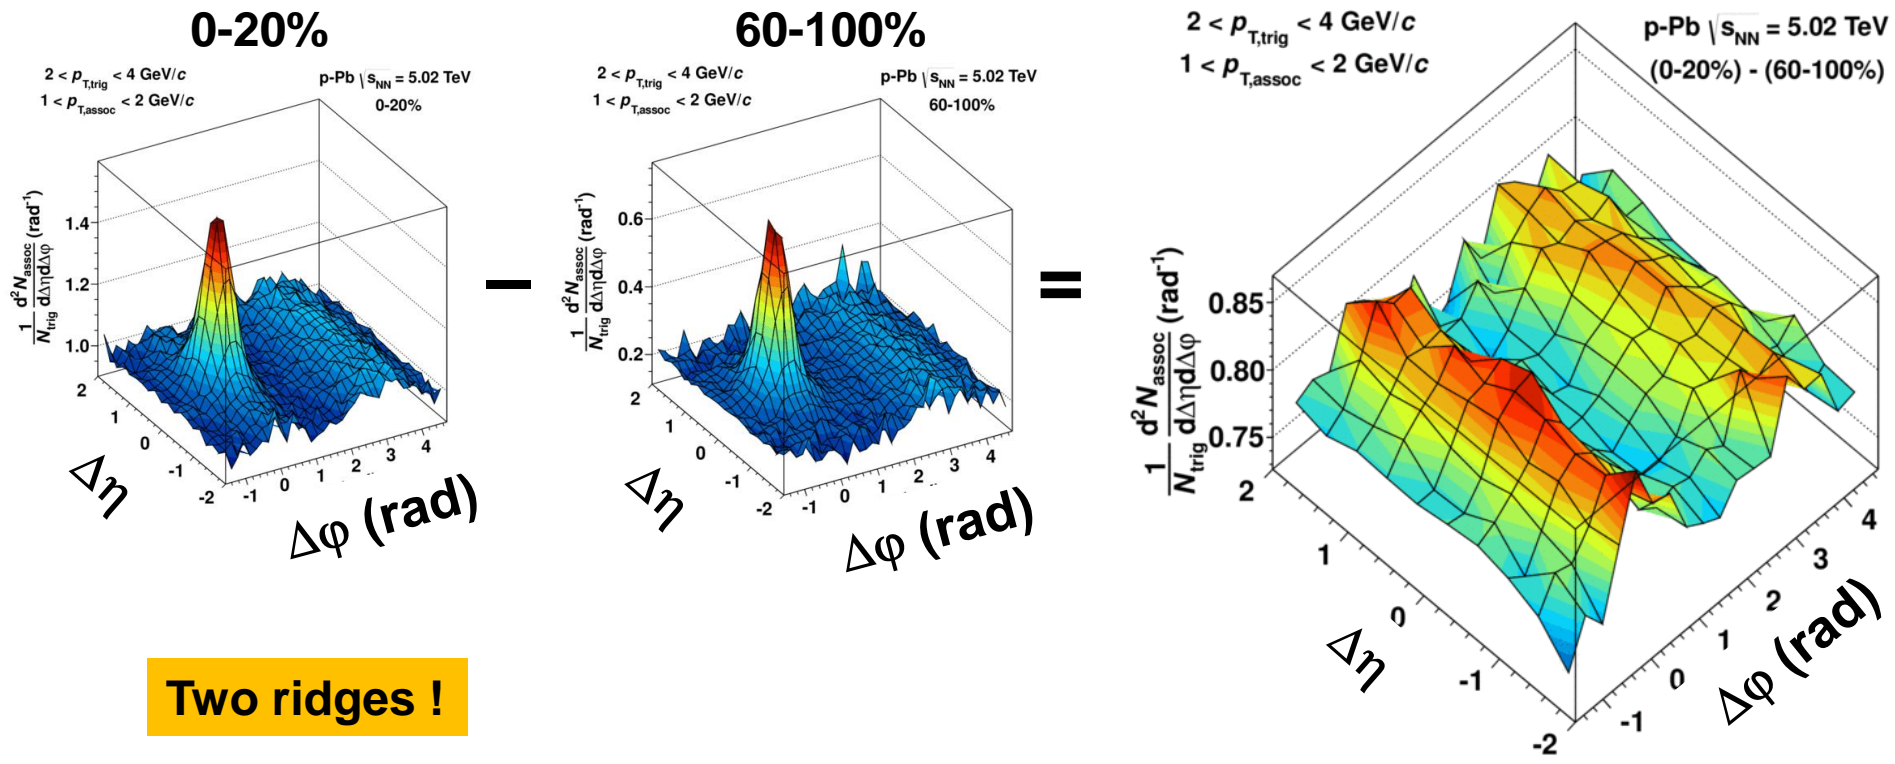 0-20%
2 < p_T,trig < 4 GeV/c
1 < p_T,assoc < 2 GeV/c
p-Pb √s_NN = 5.02 TeV
0-20%
1/N_trig d²N_assoc/dΔηdΔφ (rad⁻¹)
1.4
1.2
1.0
2
1
0
-1
-2
Δη
-1
0
1
2
3
4
Δφ (rad)
−
60-100%
2 < p_T,trig < 4 GeV/c
1 < p_T,assoc < 2 GeV/c
p-Pb √s_NN = 5.02 TeV
60-100%
1/N_trig d²N_assoc/dΔηdΔφ (rad⁻¹)
0.6
0.4
0.2
2
1
0
-1
-2
Δη
-1
0
1
2
3
4
Δφ (rad)
=
2 < p_T,trig < 4 GeV/c
1 < p_T,assoc < 2 GeV/c
p-Pb √s_NN = 5.02 TeV
(0-20%) - (60-100%)
1/N_trig d²N_assoc/dΔηdΔφ (rad⁻¹)
0.85
0.80
0.75
2
1
0
-1
-2
Δη
-1
0
1
2
3
4
Δφ (rad)
Two ridges !